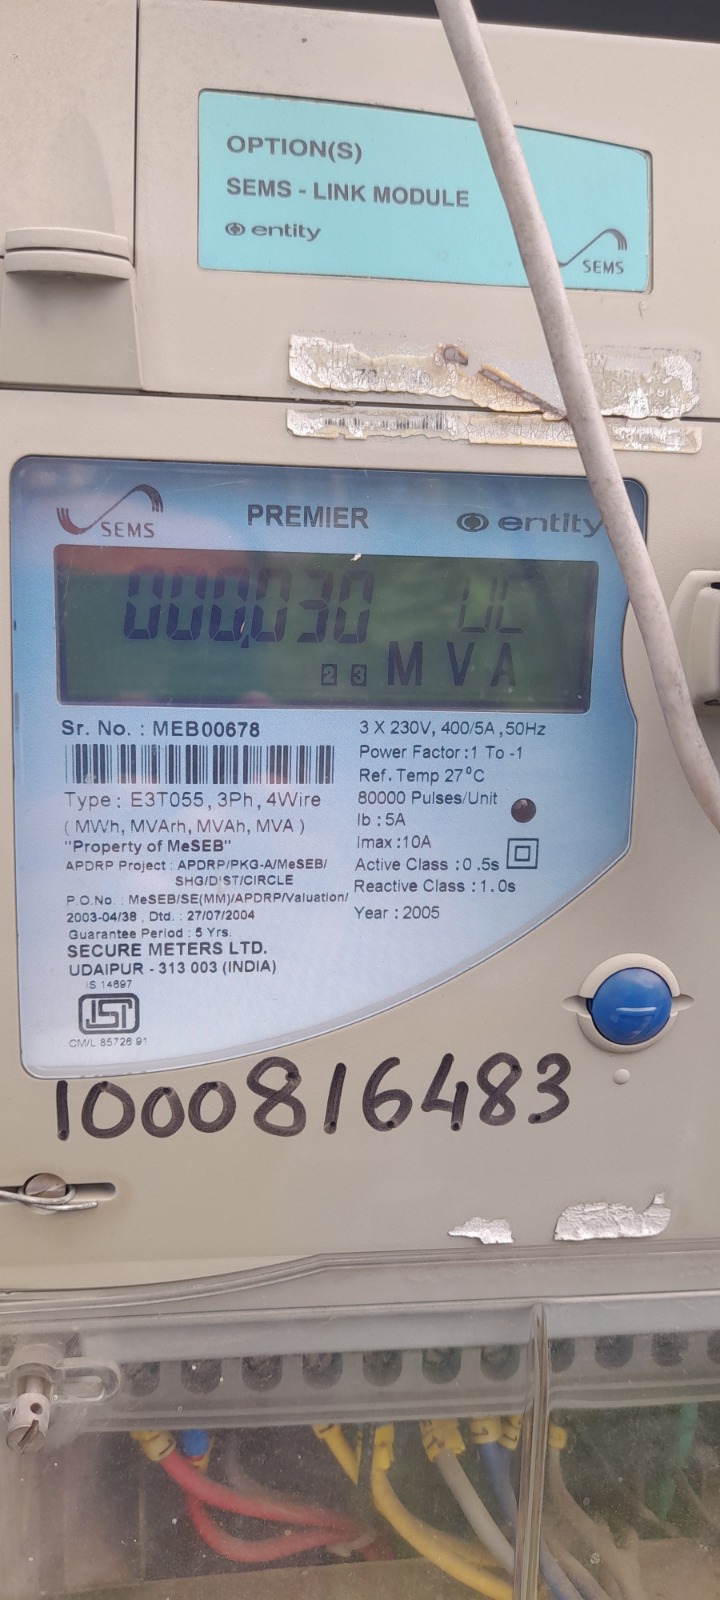 OPTION(S)
SEMS - LINK MODULE
entity
SEMS
SEMS
PREMIER
entity
000.030 UC
2 3 MVA
Sr. No. : MEB00678
Type : E3T055, 3Ph, 4Wire
( MWh, MVArh, MVAh, MVA )
"Property of MeSEB"
APDRP Project : APDRP/PKG-A/MeSEB/
SHG/D'ST/CIRCLE
P.O.No. : MeSEB/SE(MM)/APDRP/Valuation/
2003-04/38 , Dtd. : 27/07/2004
Guarantee Period : 5 Yrs.
SECURE METERS LTD.
UDAIPUR - 313 003 (INDIA)
IS 14697
CM/L 8572691
3 X 230V, 400/5A ,50Hz
Power Factor :1 To -1
Ref. Temp 27°C
80000 Pulses/Unit
Ib : 5A
Imax :10A
Active Class :0.5s
Reactive Class : 1.0s
Year : 2005
1000816483